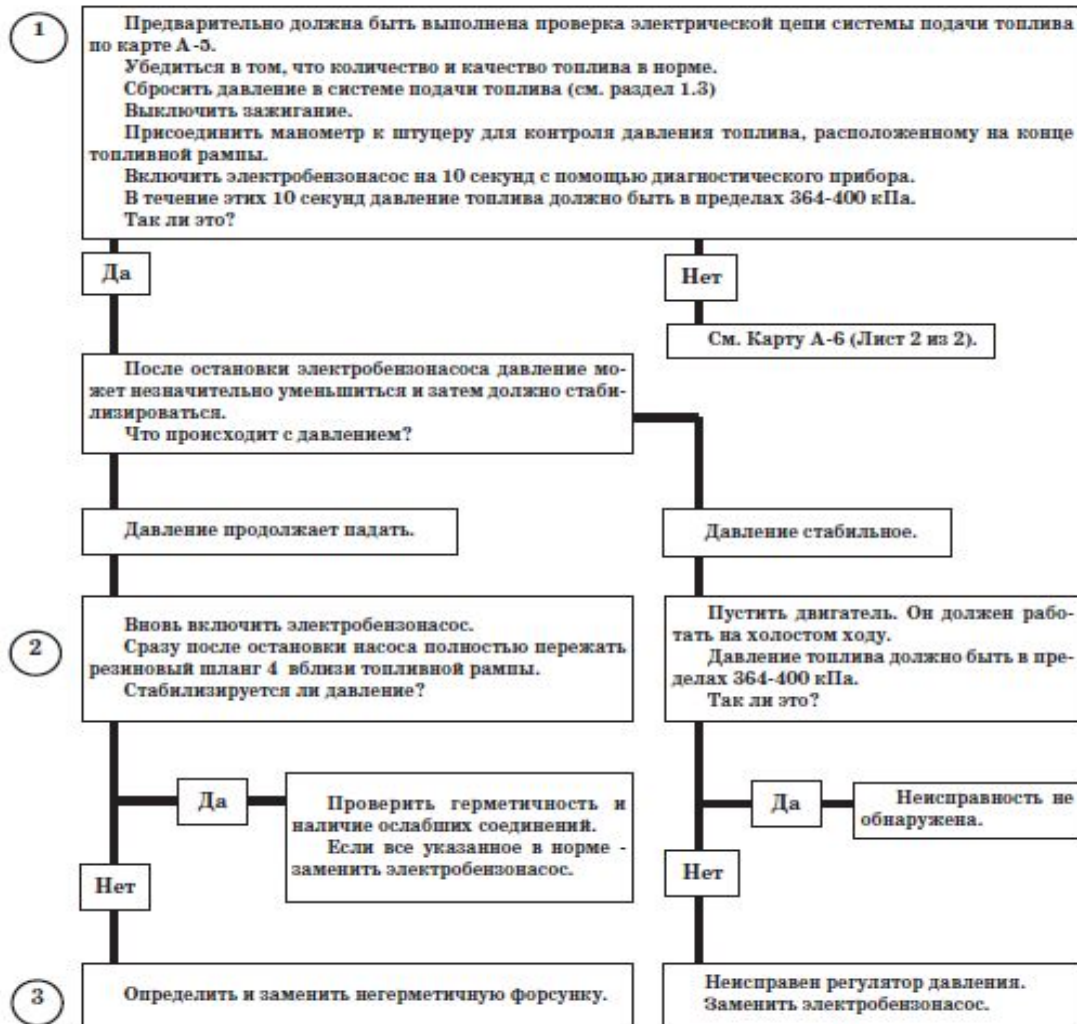 1
Предварительно должна быть выполнена проверка электрической цепи системы подачи топлива
по карте А-5.
Убедиться в том, что количество и качество топлива в норме.
Сбросить давление в системе подачи топлива (см. раздел 1.3)
Выключить зажигание.
Присоединить манометр к штуцеру для контроля давления топлива, расположенному на конце
топливной рампы.
Включить электробензонасос на 10 секунд с помощью диагностического прибора.
В течение этих 10 секунд давление топлива должно быть в пределах 364-400 кПа.
Так ли это?
Да
Нет
См. Карту А-6 (Лист 2 из 2).
После остановки электробензонасоса давление мо-
жет незначительно уменьшиться и затем должно стаби-
лизироваться.
Что происходит с давлением?
Давление продолжает падать.
Давление стабильное.
2
Вновь включить электробензонасос.
Сразу после остановки насоса полностью пережать
резиновый шланг 4 вблизи топливной рампы.
Стабилизируется ли давление?
Пустить двигатель. Он должен рабо-
тать на холостом ходу.
Давление топлива должно быть в пре-
делах 364-400 кПа.
Так ли это?
Да
Проверить герметичность и
наличие ослабших соединений.
Если все указанное в норме -
заменить электробензонасос.
Да
Неисправность не
обнаружена.
Нет
Нет
3
Определить и заменить негерметичную форсунку.
Неисправен регулятор давления.
Заменить электробензонасос.